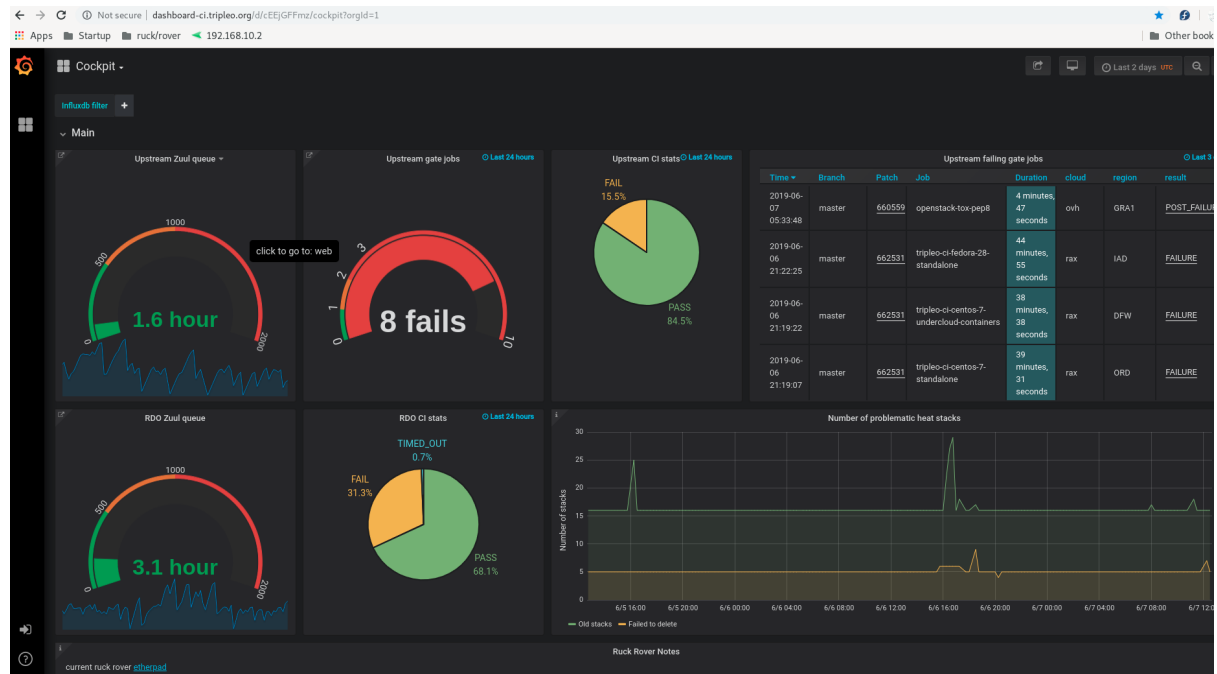 Not secure | dashboard-ci.tripleo.org/d/cEEjGFFmz/cockpit?orgId=1
Apps Startup ruck/rover 192.168.10.2 Other book
Cockpit
Last 2 days UTC
Influxdb filter +
Main
Upstream Zuul queue
0
500
1000
2000
1.6 hour
click to go to: web
Upstream gate jobs Last 24 hours
0
1
2
3
10
8 fails
Upstream CI stats Last 24 hours
FAIL
15.5%
PASS
84.5%
Upstream failing gate jobs Last 3
Time Branch Patch Job Duration cloud region result
2019-06-
07
05:33:48
master
660559
openstack-tox-pep8
4 minutes,
47
seconds
ovh
GRA1
POST_FAILU
2019-06-
06
21:22:25
master
662531
tripleo-ci-fedora-28-
standalone
44
minutes,
55
seconds
rax
IAD
FAILURE
2019-06-
06
21:19:22
master
662531
tripleo-ci-centos-7-
undercloud-containers
38
minutes,
38
seconds
rax
DFW
FAILURE
2019-06-
06
21:19:07
master
662531
tripleo-ci-centos-7-
standalone
39
minutes,
31
seconds
rax
ORD
FAILURE
RDO Zuul queue
0
500
1000
2000
3.1 hour
RDO CI stats Last 24 hours
TIMED_OUT
0.7%
FAIL
31.3%
PASS
68.1%
Number of problematic heat stacks
Number of stacks
30
25
20
15
10
5
0
6/5 16:00 6/5 20:00 6/6 00:00 6/6 04:00 6/6 08:00 6/6 12:00 6/6 16:00 6/6 20:00 6/7 00:00 6/7 04:00 6/7 08:00 6/7 12:0
Old stacks Failed to delete
Ruck Rover Notes
current ruck rover etherpad